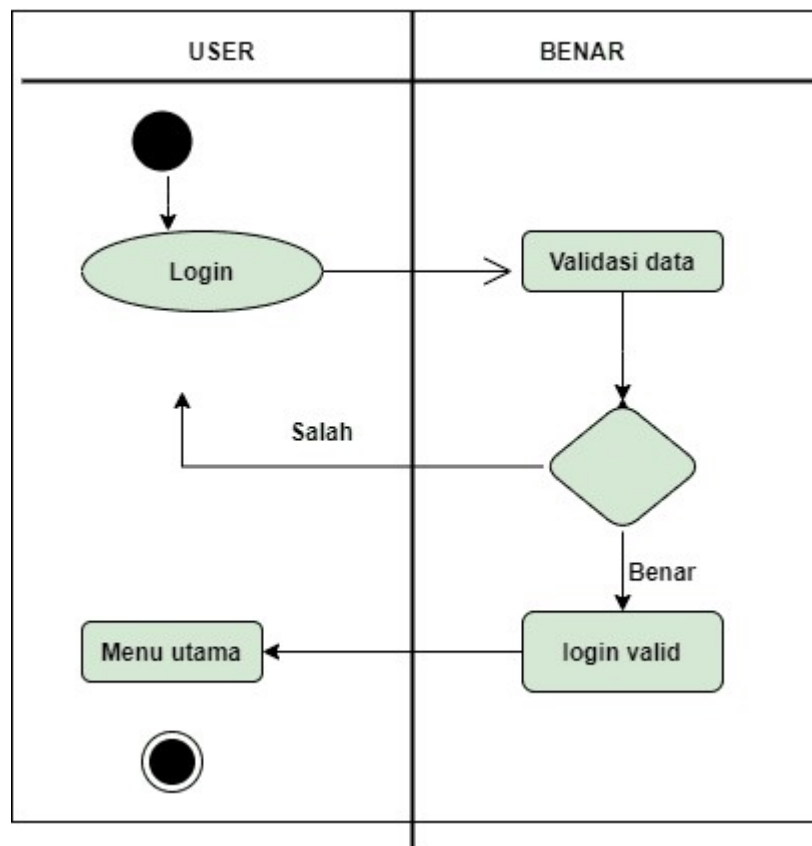 USER
BENAR
Login
Validasi data
Salah
Benar
Menu utama
login valid